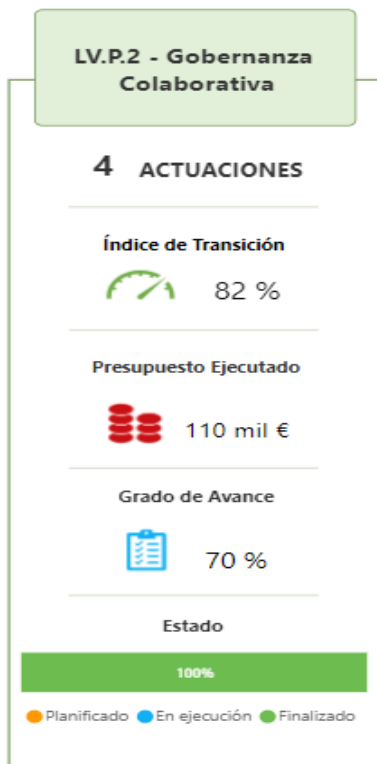 LV.P.2 - Gobernanza
Colaborativa
4 ACTUACIONES
Índice de Transición
82 %
Presupuesto Ejecutado
110 mil €
Grado de Avance
70 %
Estado
100%
Planificado En ejecución Finalizado